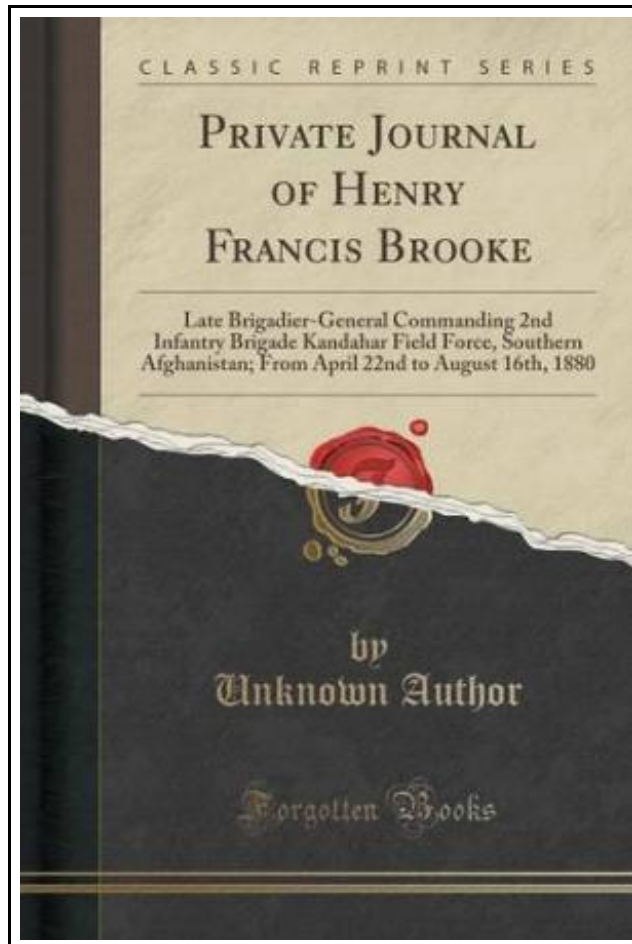 CLASSIC REPRINT SERIES
PRIVATE JOURNAL
OF HENRY
FRANCIS BROOKE
Late Brigadier-General Commanding 2nd
Infantry Brigade Kandahar Field Force, Southern
Afghanistan; From April 22nd to August 16th, 1880
by
Unknown Author
Forgotten Books